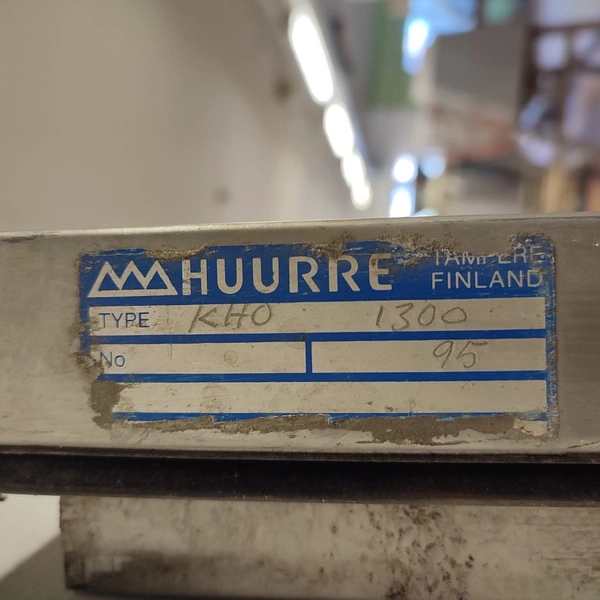 HUURRE TAMPERE
FINLAND
TYPE KHO 1300
No 95